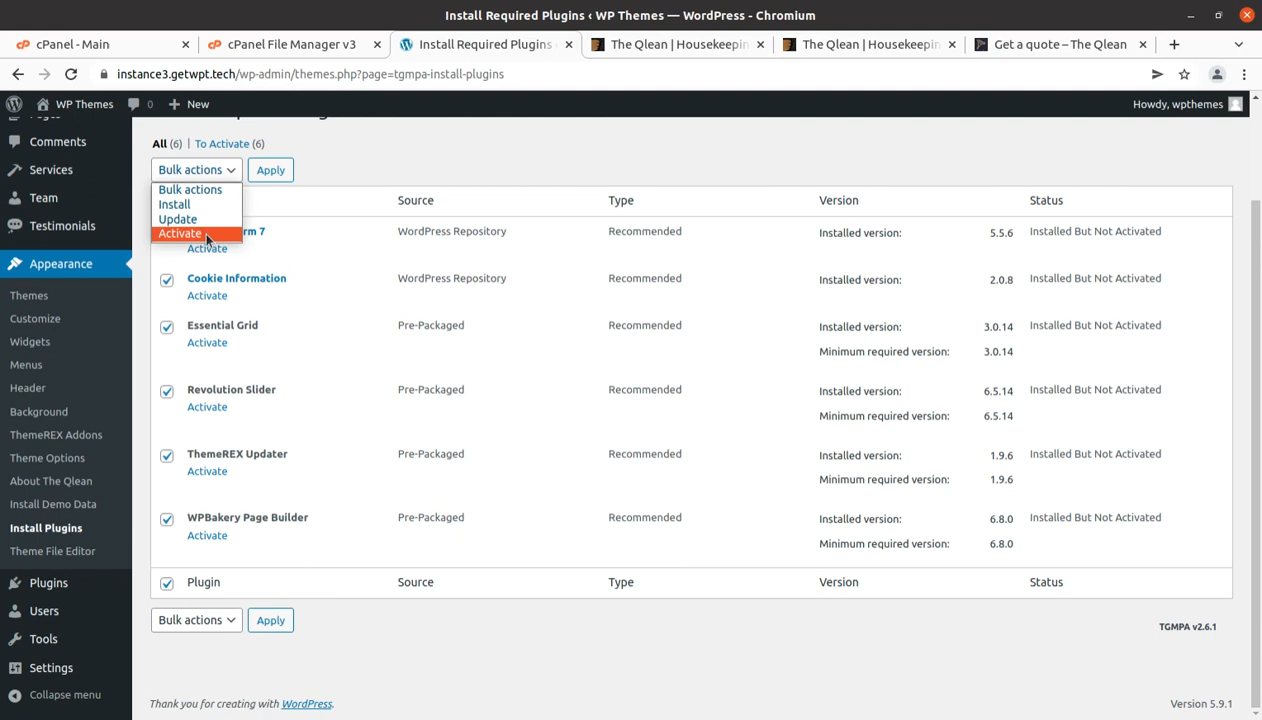 Install Required Plugins ‹ WP Themes — WordPress - Chromium
cPanel - Main
cPanel File Manager v3
Install Required Plugins
The Qlean | Housekeepin
The Qlean | Housekeepin
Get a quote – The Qlean
instance3.getwpt.tech/wp-admin/themes.php?page=tgmpa-install-plugins
WP Themes 0 New
Howdy, wpthemes
Comments
Services
Team
Testimonials
Appearance
Themes
Customize
Widgets
Menus
Header
Background
ThemeREX Addons
Theme Options
About The Qlean
Install Demo Data
Install Plugins
Theme File Editor
Plugins
Users
Tools
Settings
Collapse menu
All (6) | To Activate (6)
Bulk actions Apply
Bulk actions
Install
Update
Activate
Source Type Version Status
rm 7 WordPress Repository Recommended Installed version: 5.5.6 Installed But Not Activated
Activate
Cookie Information WordPress Repository Recommended Installed version: 2.0.8 Installed But Not Activated
Activate
Essential Grid Pre-Packaged Recommended Installed version: 3.0.14 Installed But Not Activated
Activate Minimum required version: 3.0.14
Revolution Slider Pre-Packaged Recommended Installed version: 6.5.14 Installed But Not Activated
Activate Minimum required version: 6.5.14
ThemeREX Updater Pre-Packaged Recommended Installed version: 1.9.6 Installed But Not Activated
Activate Minimum required version: 1.9.6
WPBakery Page Builder Pre-Packaged Recommended Installed version: 6.8.0 Installed But Not Activated
Activate Minimum required version: 6.8.0
Plugin Source Type Version Status
Bulk actions Apply
TGMPA v2.6.1
Thank you for creating with WordPress.
Version 5.9.1